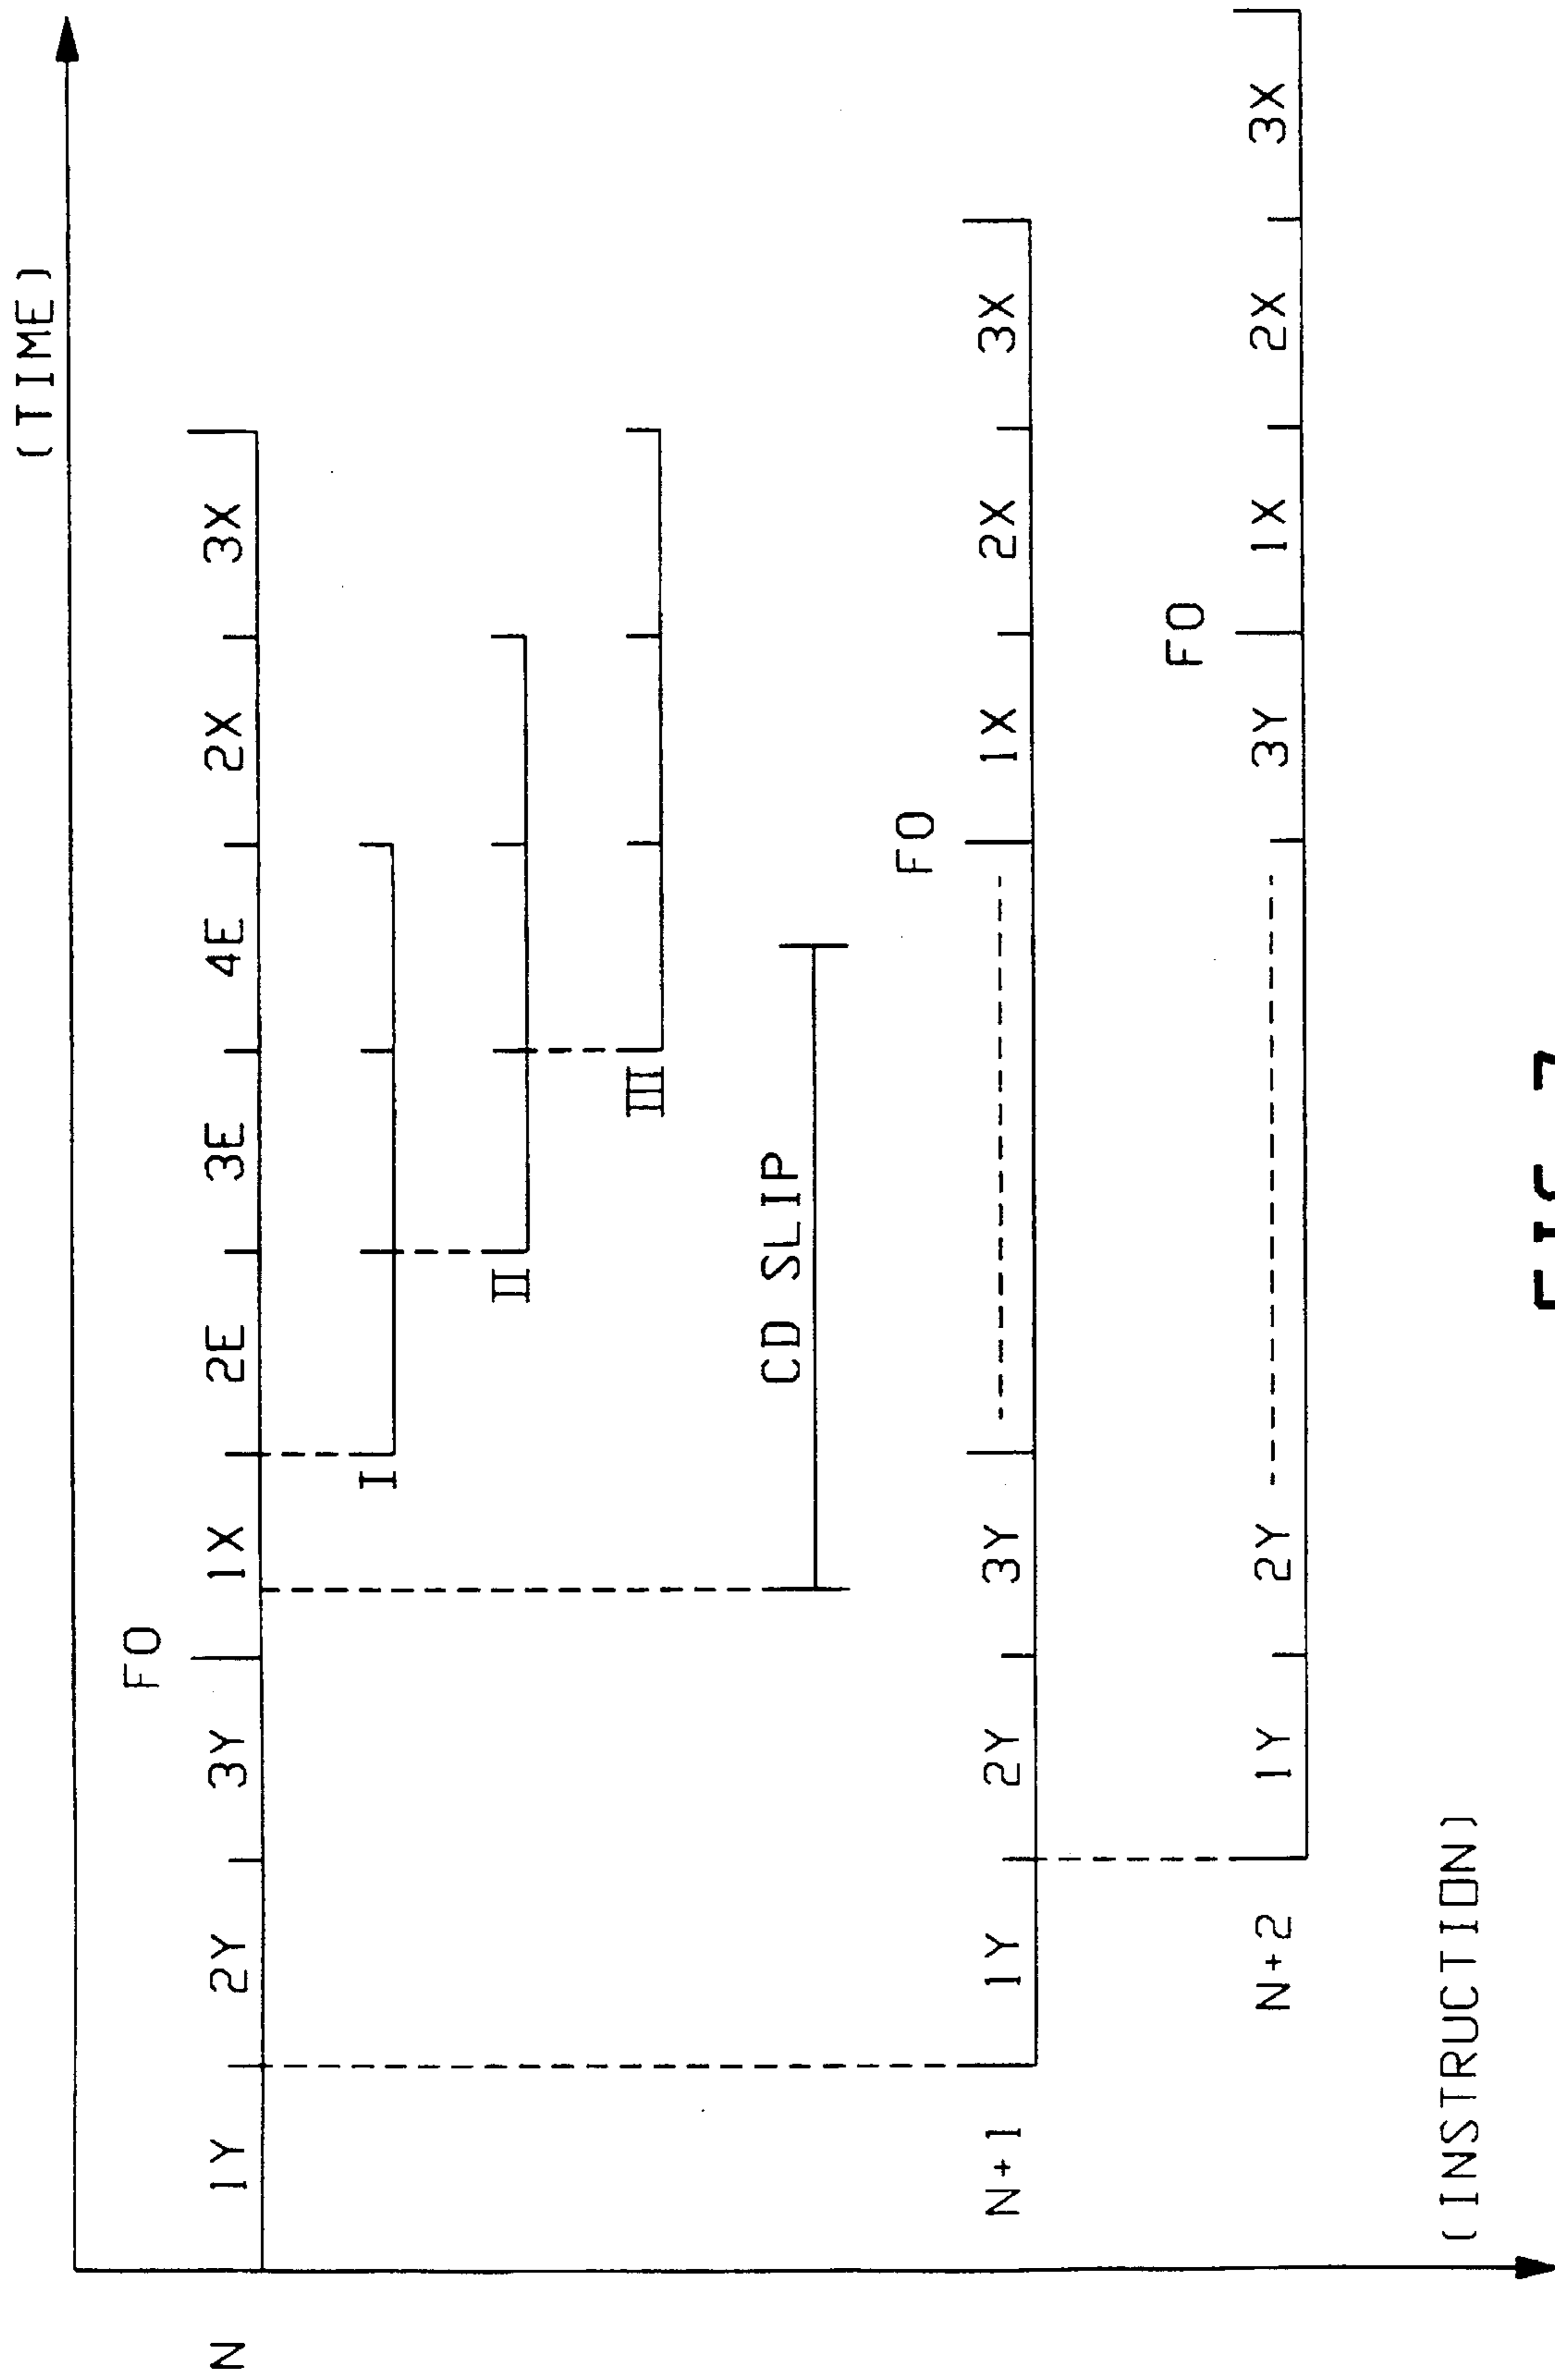 (TIME)
FO
N 1Y 2Y 3Y 1X 2E 3E 4E 2X 3X
I
II
III
CD SLIP
FO
N+1 1Y 2Y 3Y 1X 2X 3X
FO
N+2 1Y 2Y 3Y 1X 2X 3X
(INSTRUCTION)